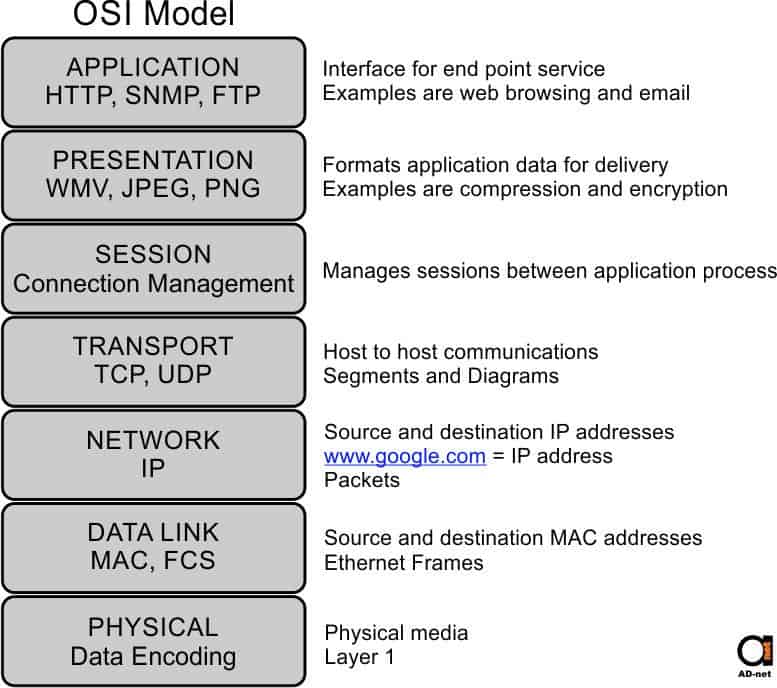 OSI Model
APPLICATION
HTTP, SNMP, FTP
Interface for end point service
Examples are web browsing and email
PRESENTATION
WMV, JPEG, PNG
Formats application data for delivery
Examples are compression and encryption
SESSION
Connection Management
Manages sessions between application process
TRANSPORT
TCP, UDP
Host to host communications
Segments and Diagrams
NETWORK
IP
Source and destination IP addresses
www.google.com = IP address
Packets
DATA LINK
MAC, FCS
Source and destination MAC addresses
Ethernet Frames
PHYSICAL
Data Encoding
Physical media
Layer 1
AD-net